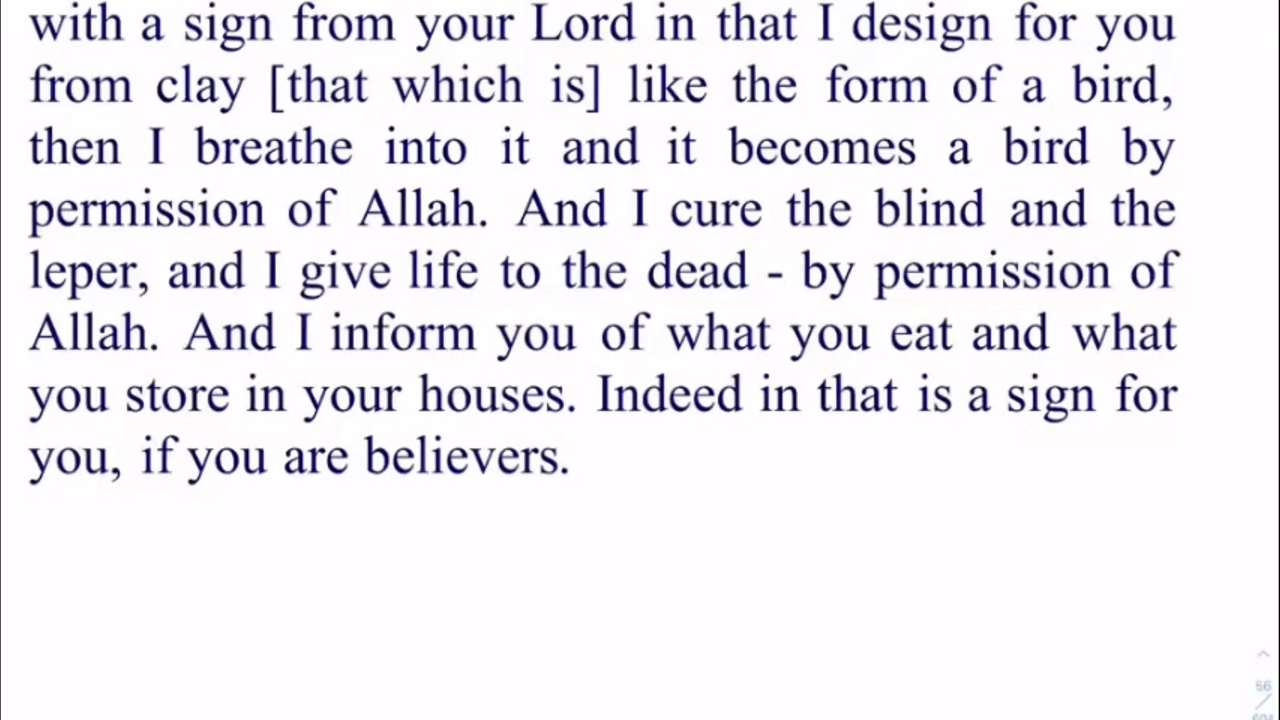 with a sign from your Lord in that I design for you
from clay [that which is] like the form of a bird,
then I breathe into it and it becomes a bird by
permission of Allah. And I cure the blind and the
leper, and I give life to the dead - by permission of
Allah. And I inform you of what you eat and what
you store in your houses. Indeed in that is a sign for
you, if you are believers.
56
/